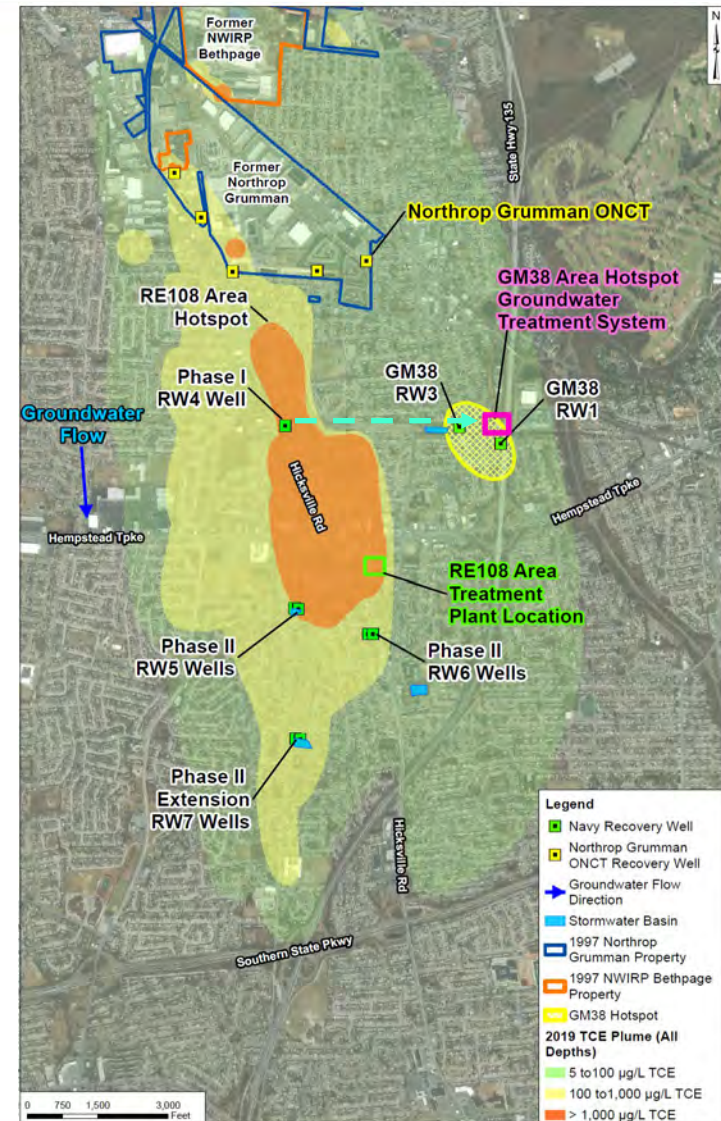 Former
NWIRP
Bethpage
N
State Hwy 135
Former
Northrop
Grumman
Northrop Grumman ONCT
RE108 Area
Hotspot
GM38 Area Hotspot
Groundwater
Treatment System
Phase I
RW4 Well
GM38
RW3
GM38
RW1
Groundwater
Flow
Hicksville Rd
Hempstead Tpke
Hempstead Tpke
RE108 Area
Treatment
Plant Location
Phase II
RW5 Wells
Phase II
RW6 Wells
Phase II
Extension
RW7 Wells
Hicksville Rd
Southern State Pkwy
Legend
Navy Recovery Well
Northrop Grumman
ONCT Recovery Well
Groundwater Flow
Direction
Stormwater Basin
1997 Northrop
Grumman Property
1997 NWIRP Bethpage
Property
GM38 Hotspot
2019 TCE Plume (All
Depths)
5 to100 µg/L TCE
100 to1,000 µg/L TCE
> 1,000 µg/L TCE
0 750 1,500 3,000
Feet